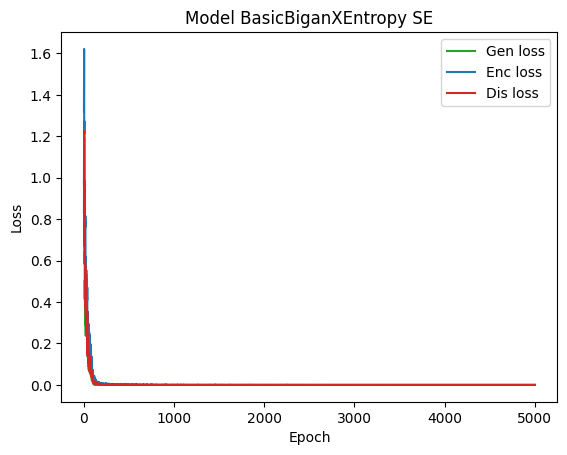 Model BasicBiganXEntropy SE
Gen loss
Enc loss
Dis loss
Loss
1.6
1.4
1.2
1.0
0.8
0.6
0.4
0.2
0.0
0 1000 2000 3000 4000 5000
Epoch